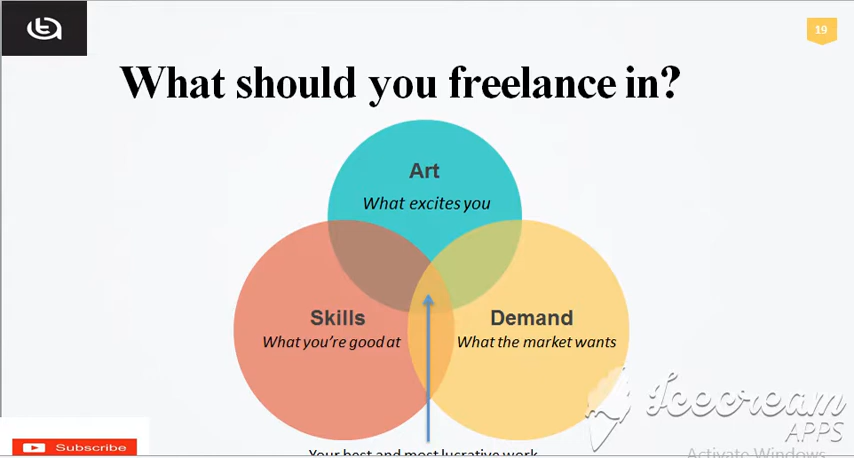 19
What should you freelance in?
Art
What excites you
Skills
What you're good at
Demand
What the market wants
Icecream
APPS
Subscribe
Your best and most lucrative work
Activate Windows